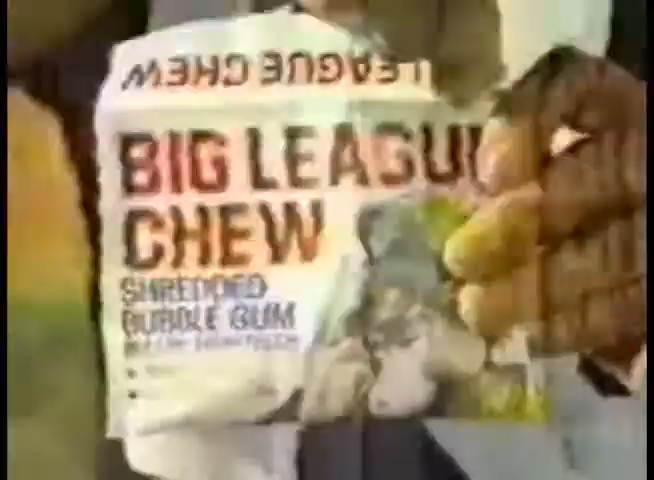 LEAGUE CHEW
BIG LEAGU
CHEW
SHREDDED
BUBBLE GUM